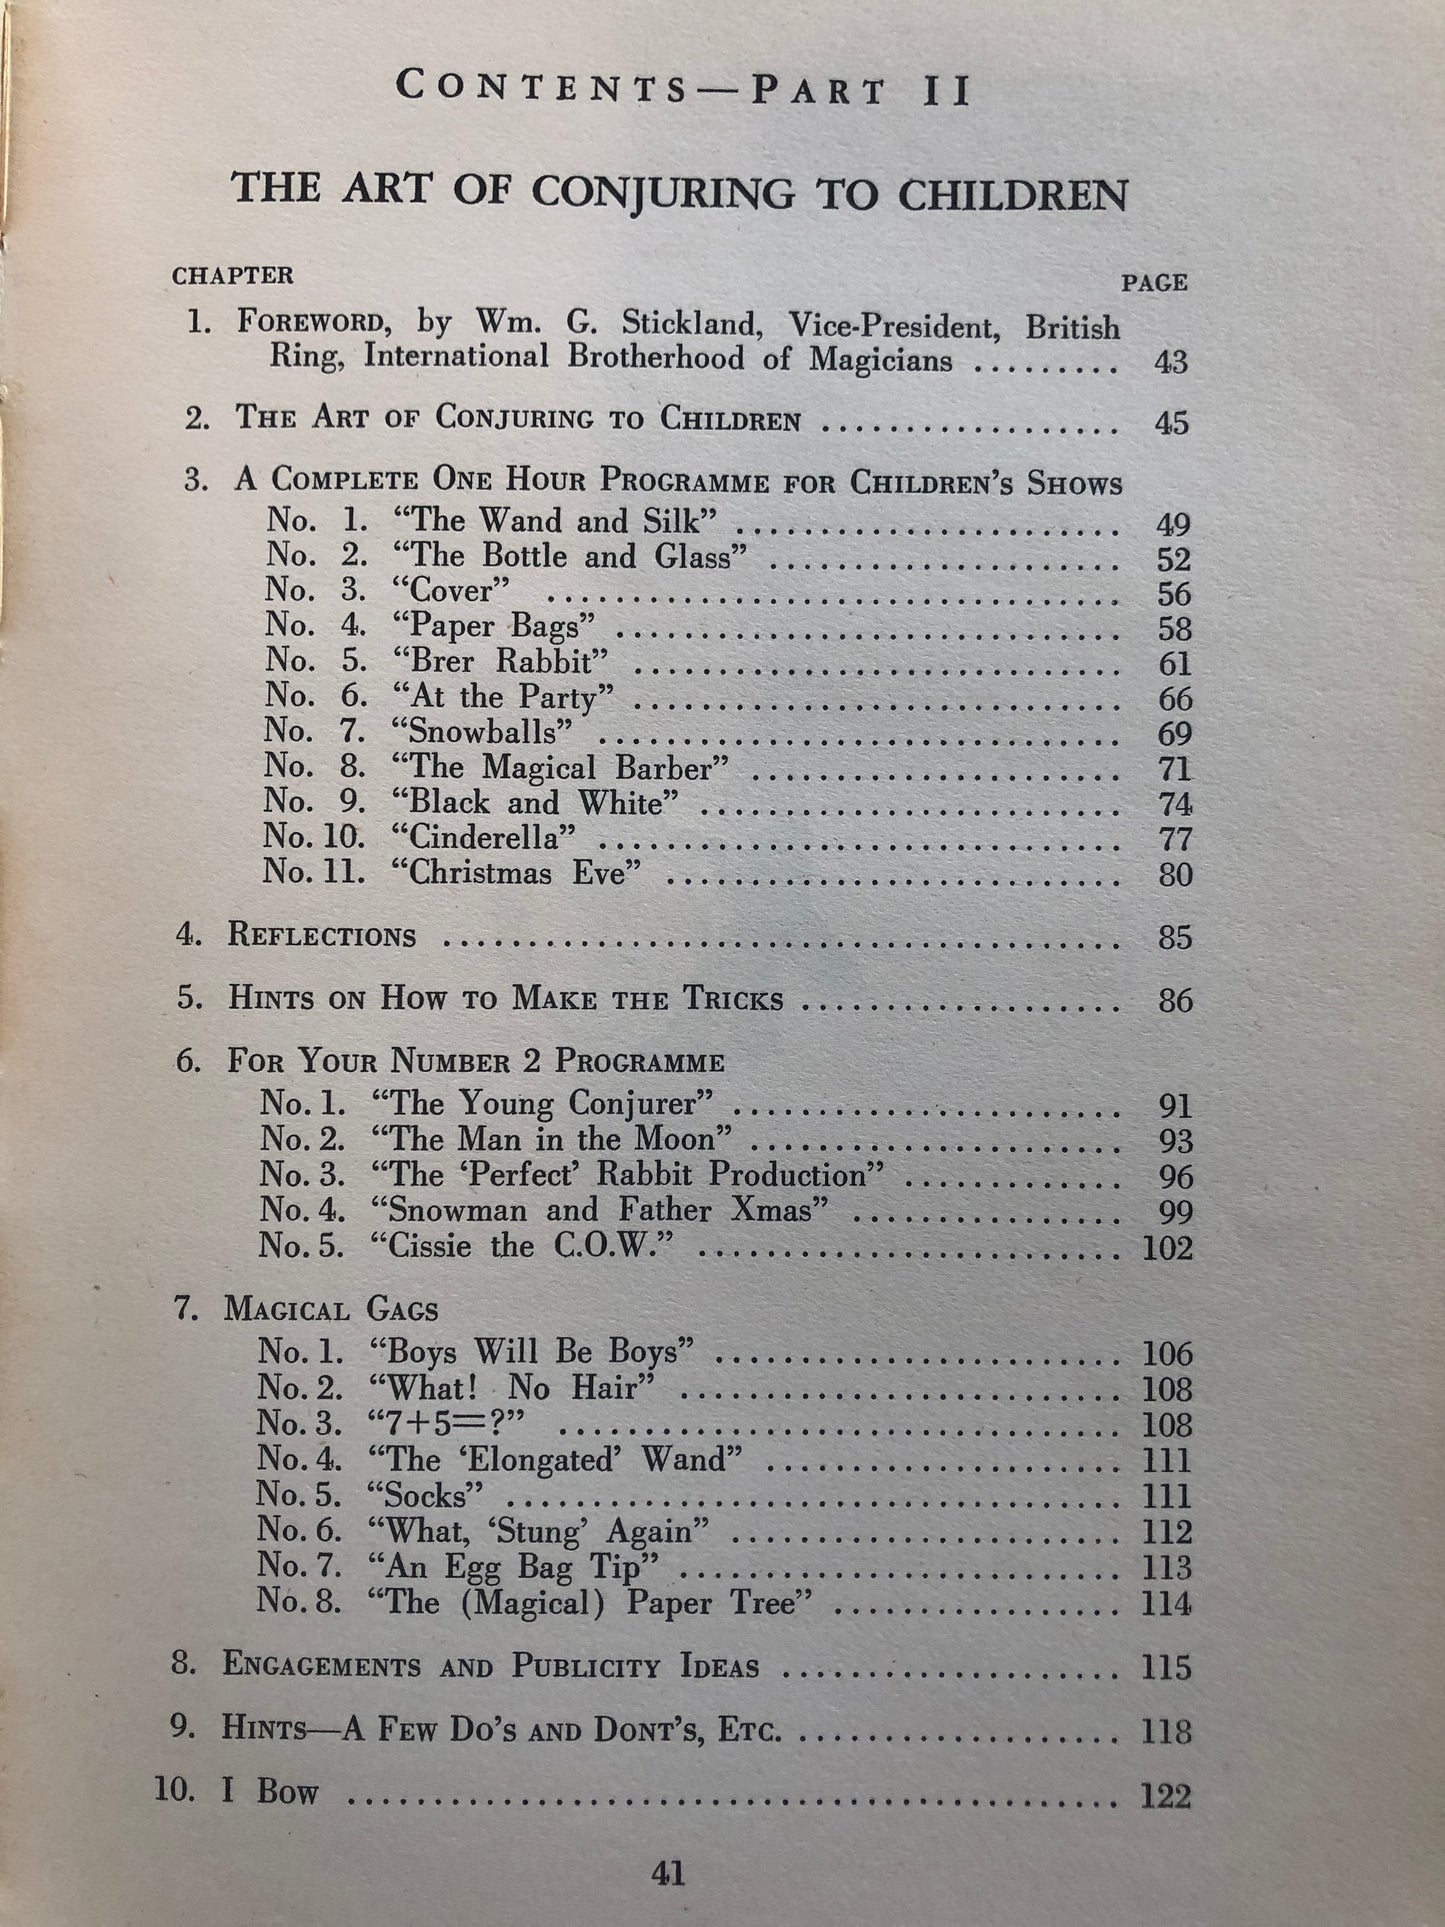 CONTENTS—PART II
THE ART OF CONJURING TO CHILDREN
CHAPTER PAGE
1. FOREWORD, by Wm. G. Stickland, Vice-President, British
Ring, International Brotherhood of Magicians ......... 43
2. THE ART OF CONJURING TO CHILDREN .................. 45
3. A COMPLETE ONE HOUR PROGRAMME FOR CHILDREN'S SHOWS
No. 1. “The Wand and Silk” ........................... 49
No. 2. “The Bottle and Glass” ........................ 52
No. 3. “Cover” ....................................... 56
No. 4. “Paper Bags” .................................. 58
No. 5. “Brer Rabbit” ................................. 61
No. 6. “At the Party” ................................ 66
No. 7. “Snowballs” ................................... 69
No. 8. “The Magical Barber” .......................... 71
No. 9. “Black and White” ............................. 74
No. 10. “Cinderella” ................................. 77
No. 11. “Christmas Eve” .............................. 80
4. REFLECTIONS ....................................... 85
5. HINTS ON HOW TO MAKE THE TRICKS ................... 86
6. FOR YOUR NUMBER 2 PROGRAMME
No. 1. “The Young Conjurer” .......................... 91
No. 2. “The Man in the Moon” ......................... 93
No. 3. “The ‘Perfect’ Rabbit Production” ............. 96
No. 4. “Snowman and Father Xmas” ..................... 99
No. 5. “Cissie the C.O.W.” ........................... 102
7. MAGICAL GAGS
No. 1. “Boys Will Be Boys” ........................... 106
No. 2. “What! No Hair” ............................... 108
No. 3. “7+5=?” ....................................... 108
No. 4. “The ‘Elongated’ Wand” ........................ 111
No. 5. “Socks” ....................................... 111
No. 6. “What, ‘Stung’ Again” ......................... 112
No. 7. “An Egg Bag Tip” .............................. 113
No. 8. “The (Magical) Paper Tree” .................... 114
8. ENGAGEMENTS AND PUBLICITY IDEAS ................... 115
9. HINTS—A FEW DO'S AND DONT'S, ETC. ................. 118
10. I BOW ............................................ 122
41